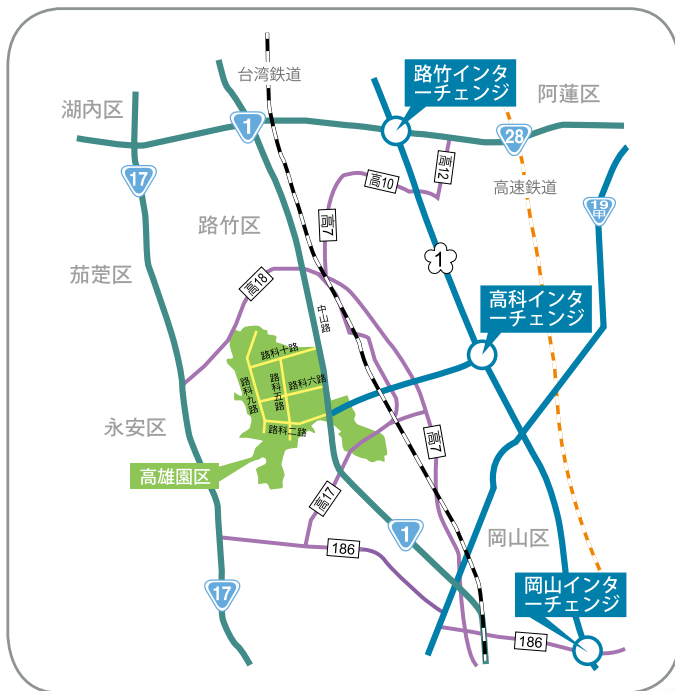 台湾鉄道
路竹インタ
ーチェンジ
阿蓮区
湖内区
1
28
17
高12
高10
高速鉄道
19
甲
路竹区
高7
1
茄萣区
高18
高科インタ
ーチェンジ
中山路
路科十路
路科九路
路科五路
路科六路
路科二路
永安区
高7
高雄園区
高17
1
岡山区
186
岡山インタ
ーチェンジ
17
186